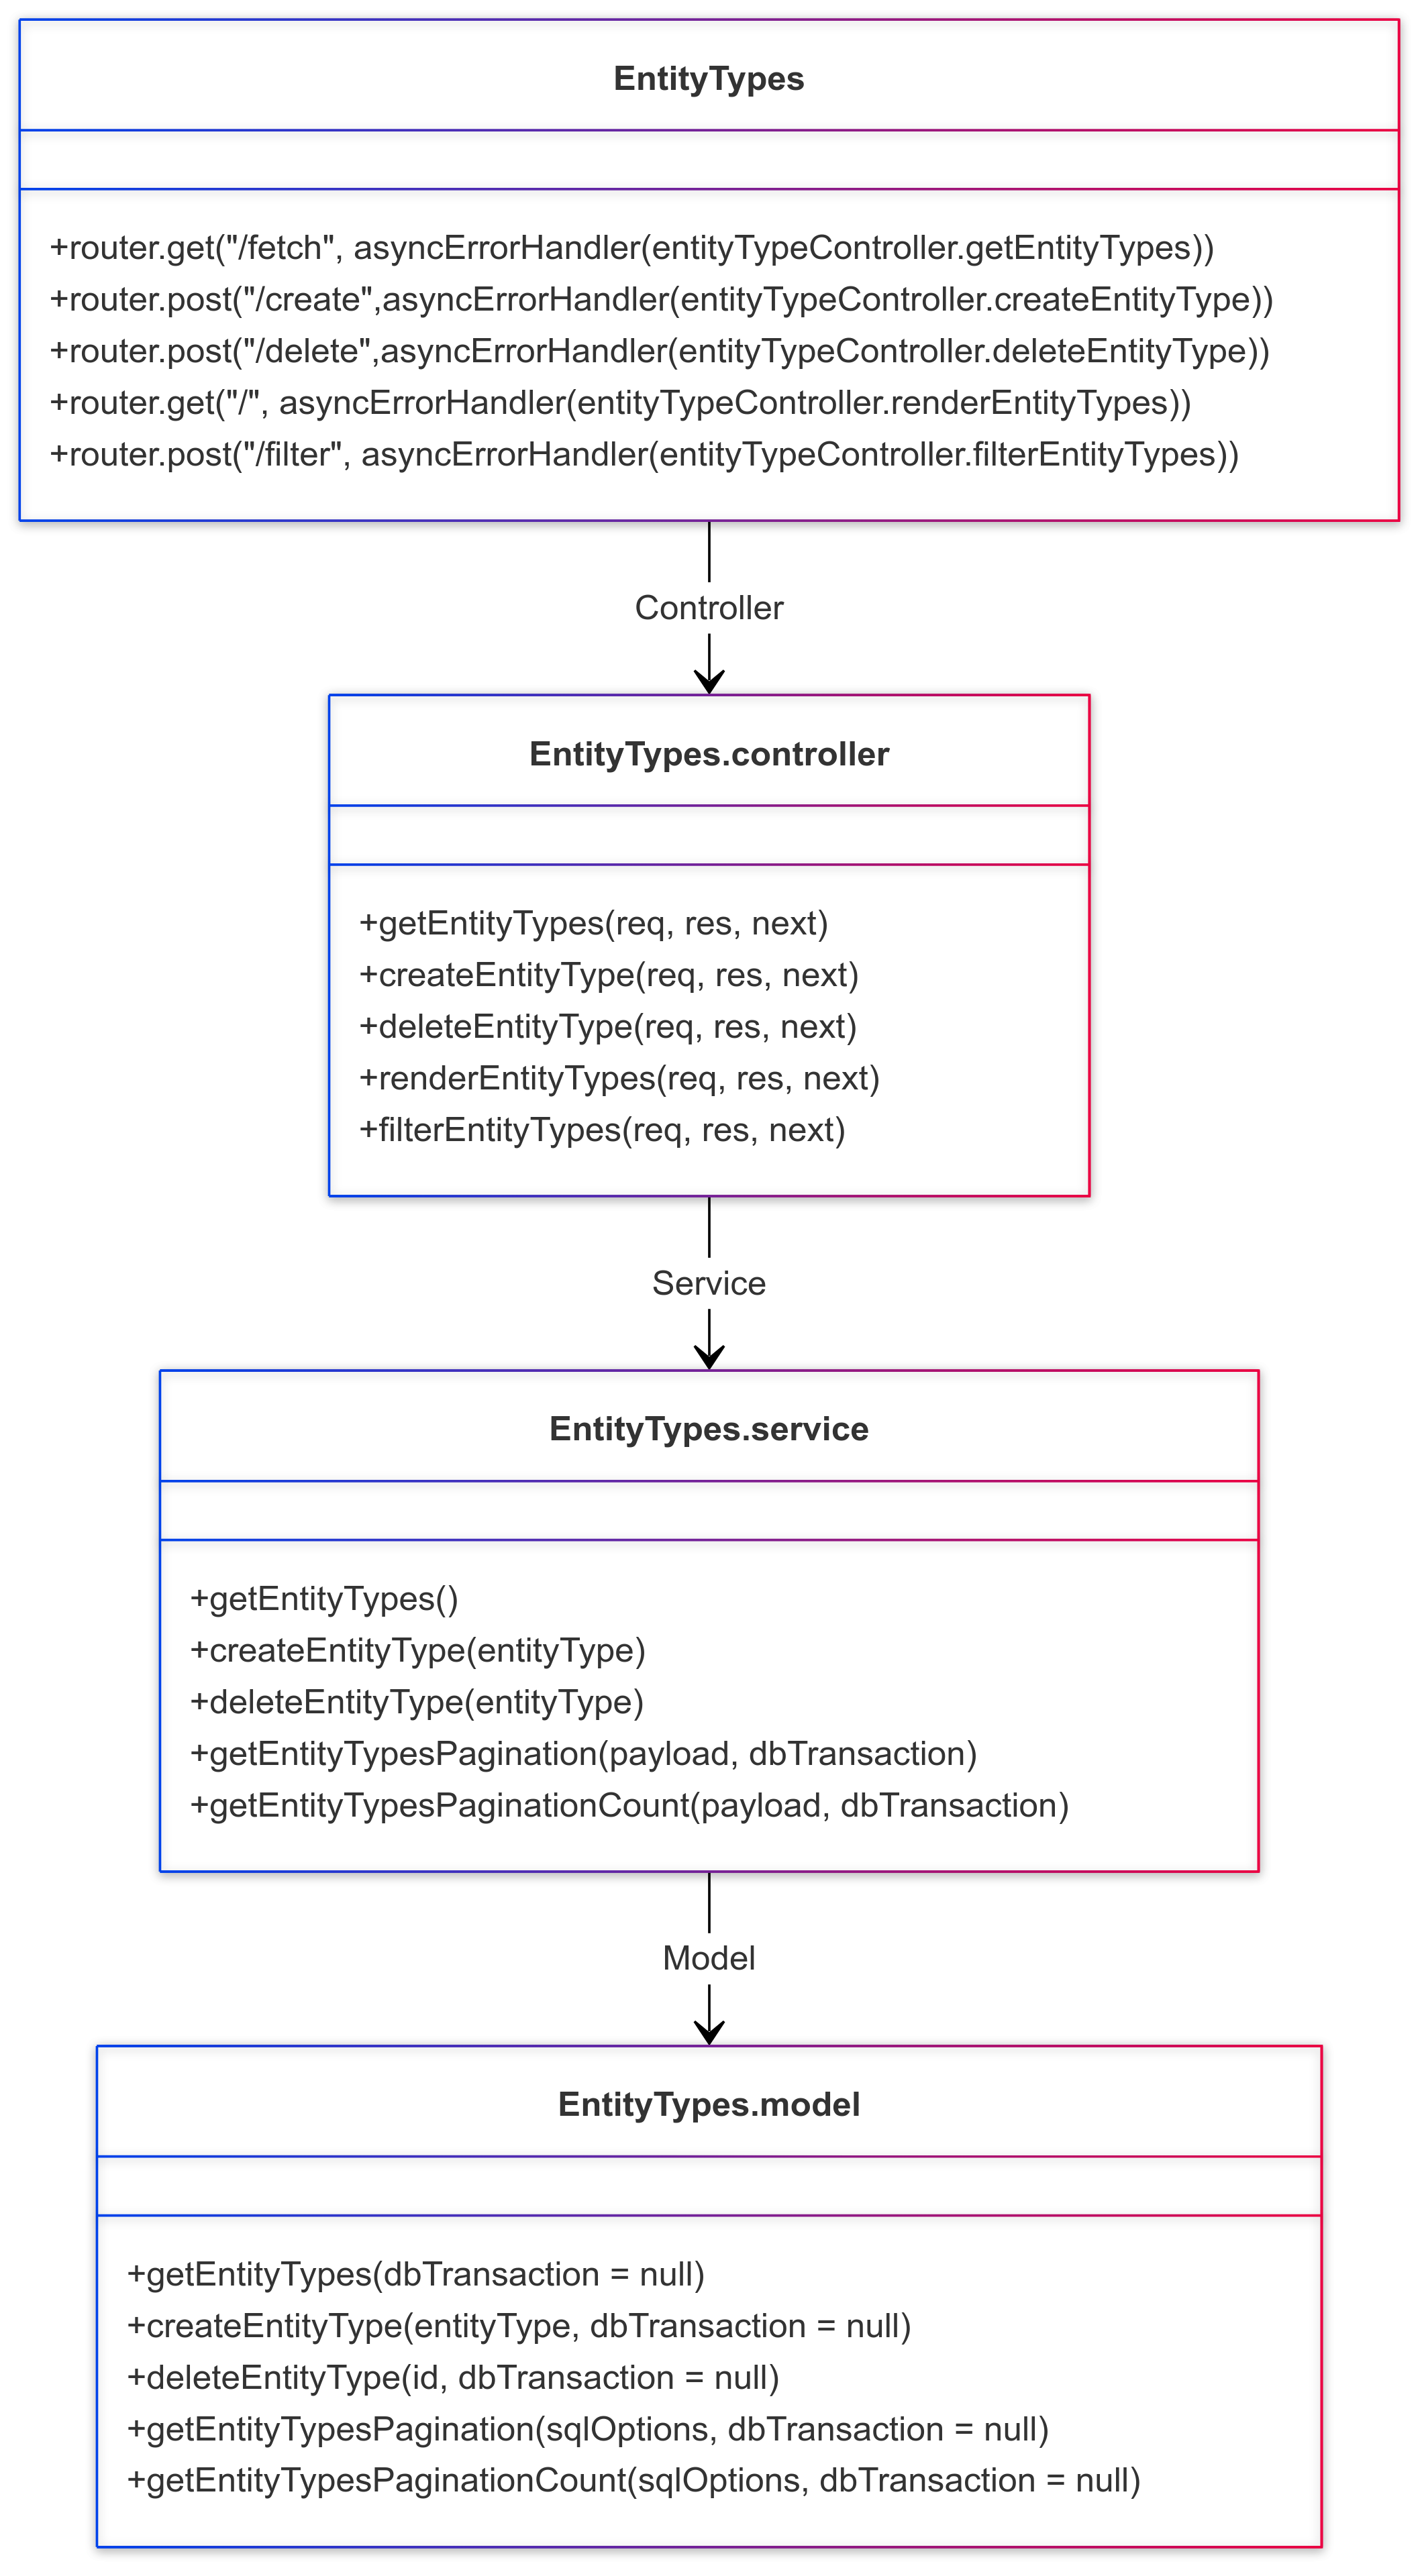 EntityTypes
+router.get("/fetch", asyncErrorHandler(entityTypeController.getEntityTypes))
+router.post("/create",asyncErrorHandler(entityTypeController.createEntityType))
+router.post("/delete",asyncErrorHandler(entityTypeController.deleteEntityType))
+router.get("/", asyncErrorHandler(entityTypeController.renderEntityTypes))
+router.post("/filter", asyncErrorHandler(entityTypeController.filterEntityTypes))
Controller
EntityTypes.controller
+getEntityTypes(req, res, next)
+createEntityType(req, res, next)
+deleteEntityType(req, res, next)
+renderEntityTypes(req, res, next)
+filterEntityTypes(req, res, next)
Service
EntityTypes.service
+getEntityTypes()
+createEntityType(entityType)
+deleteEntityType(entityType)
+getEntityTypesPagination(payload, dbTransaction)
+getEntityTypesPaginationCount(payload, dbTransaction)
Model
EntityTypes.model
+getEntityTypes(dbTransaction = null)
+createEntityType(entityType, dbTransaction = null)
+deleteEntityType(id, dbTransaction = null)
+getEntityTypesPagination(sqlOptions, dbTransaction = null)
+getEntityTypesPaginationCount(sqlOptions, dbTransaction = null)